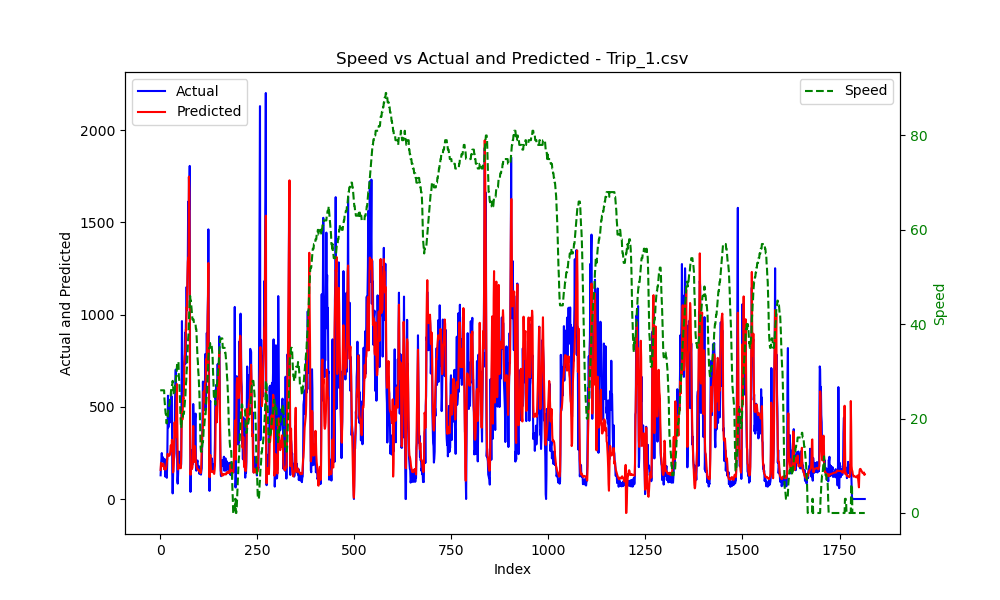 Speed vs Actual and Predicted - Trip_1.csv
Actual
Predicted
Speed
2000
1500
1000
500
0
Actual and Predicted
80
60
40
20
0
Speed
0 250 500 750 1000 1250 1500 1750
Index